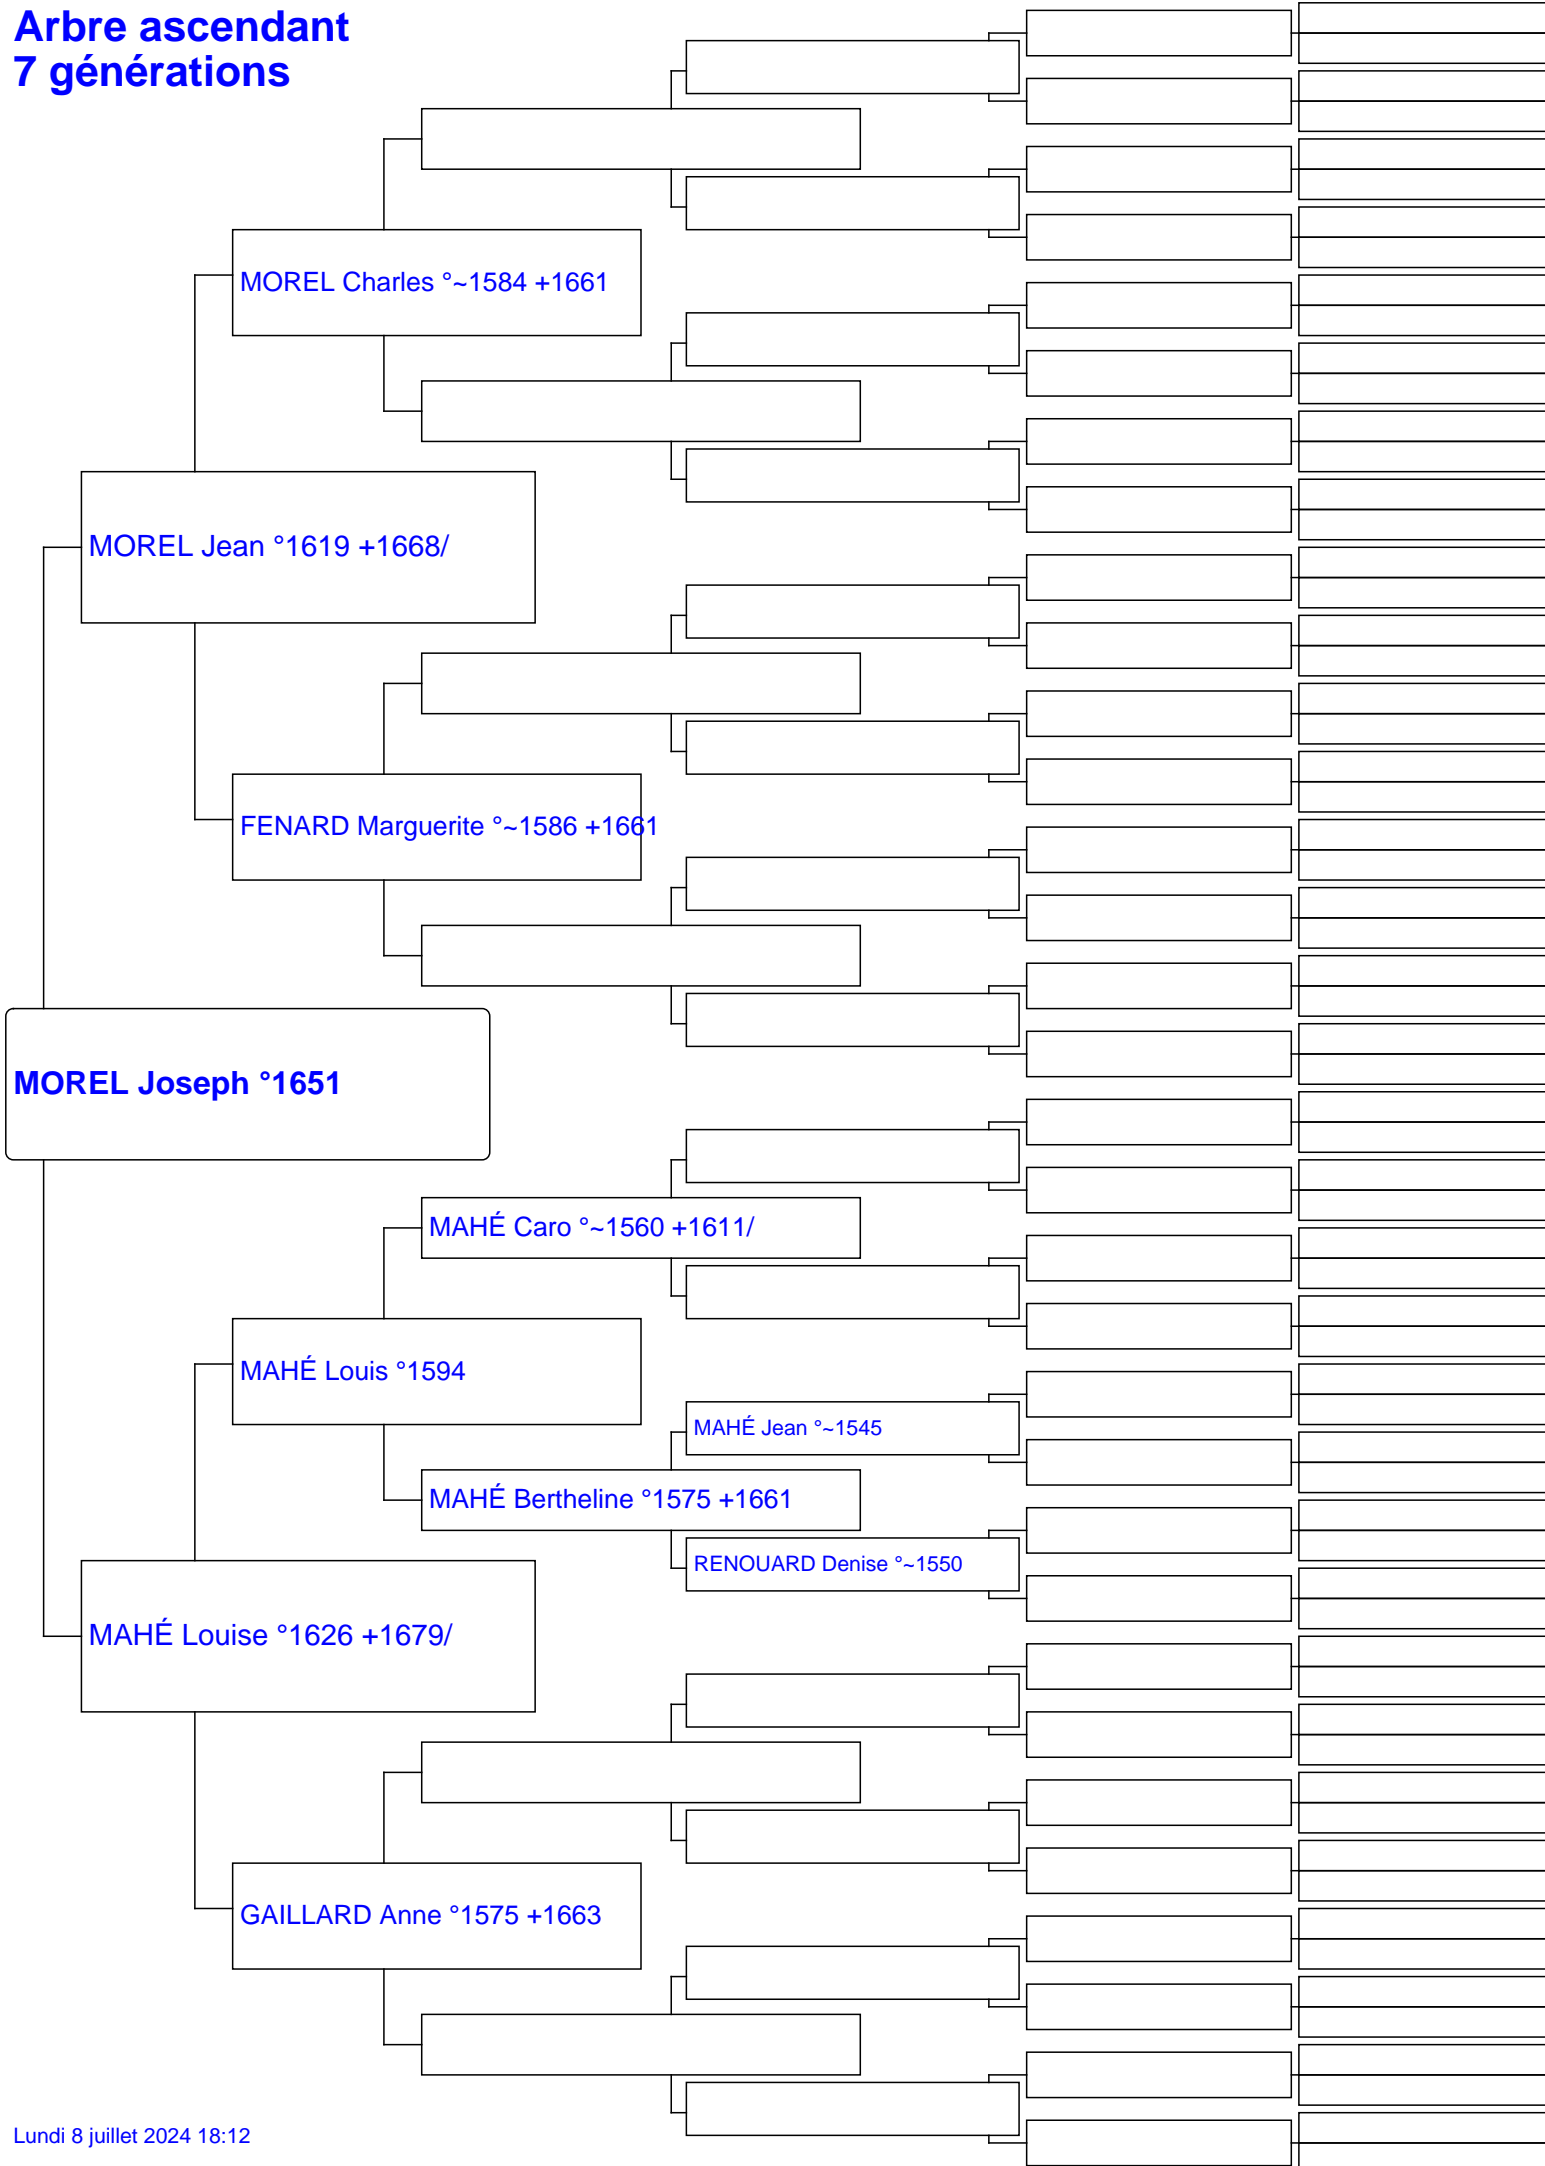 Arbre ascendant
7 générations
MOREL Charles °~1584 +1661
MOREL Jean °1619 +1668/
FENARD Marguerite °~1586 +1661
MOREL Joseph °1651
MAHÉ Caro °~1560 +1611/
MAHÉ Louis °1594
MAHÉ Jean °~1545
MAHÉ Bertheline °1575 +1661
RENOUARD Denise °~1550
MAHÉ Louise °1626 +1679/
GAILLARD Anne °1575 +1663
Lundi 8 juillet 2024 18:12